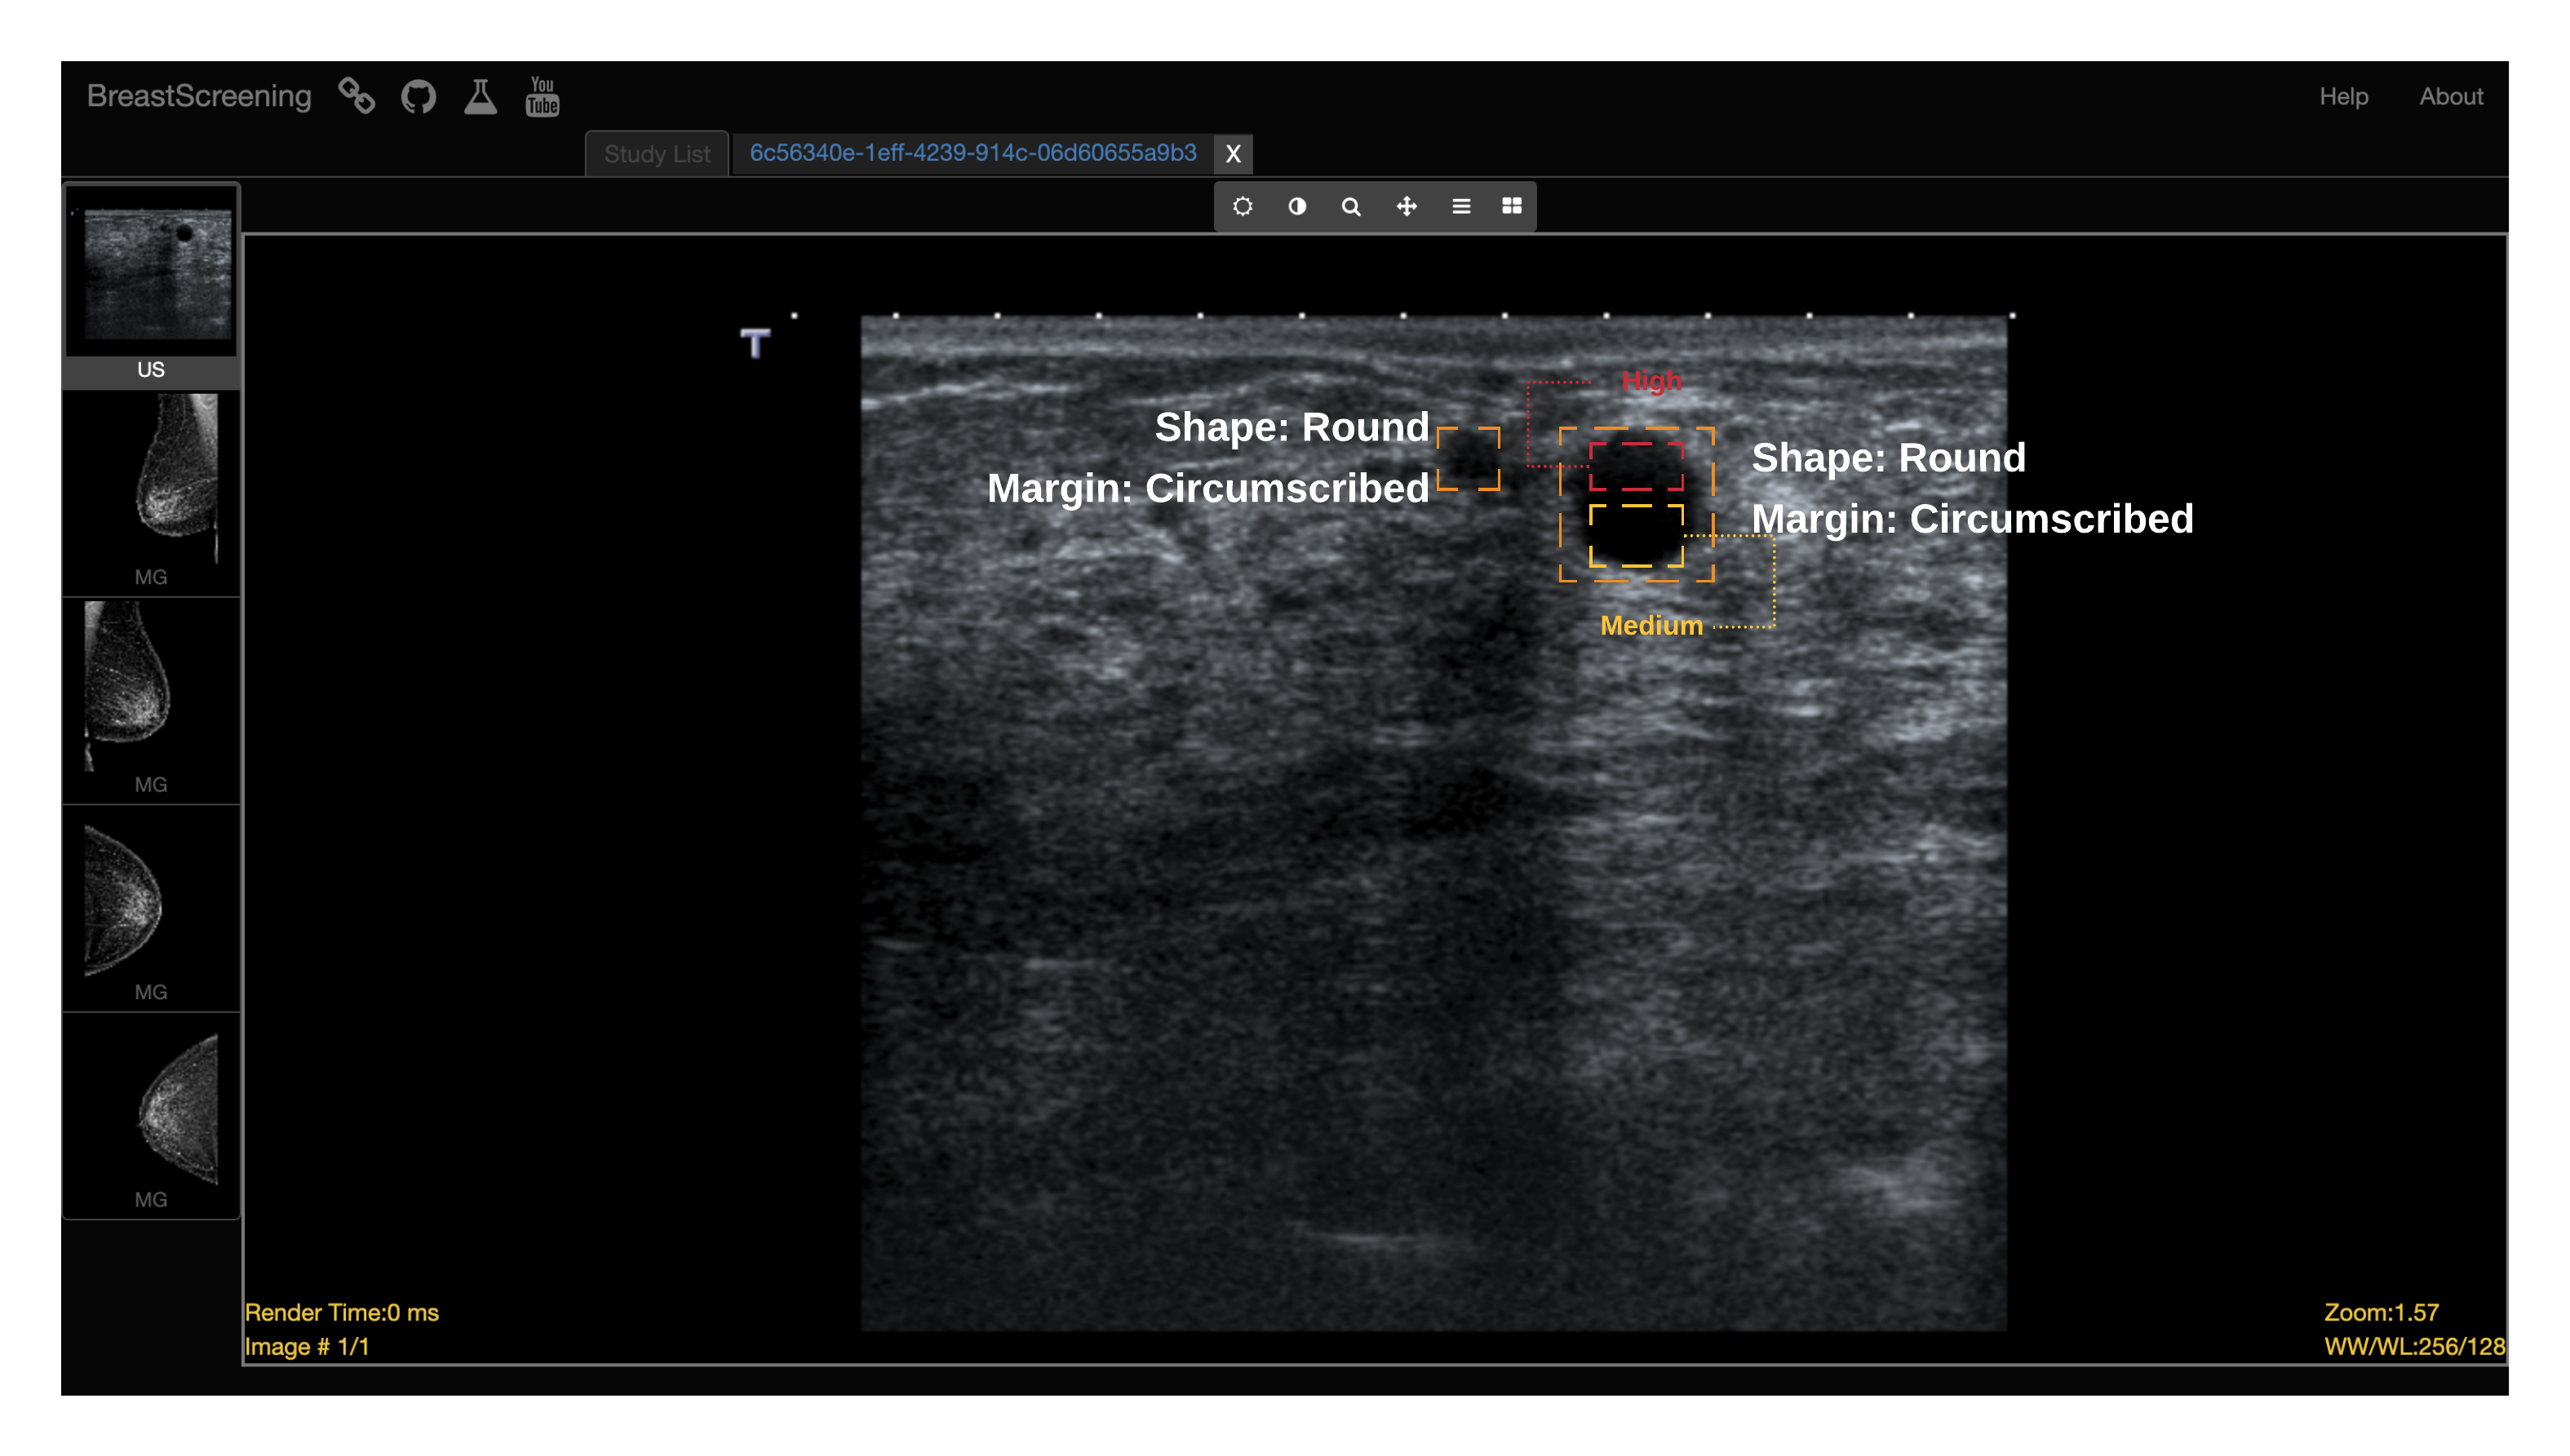 BreastScreening
You
Tube
Help
About
Study List
6c56340e-1eff-4239-914c-06d60655a9b3
X
US
MG
MG
MG
MG
T
High
Shape: Round
Margin: Circumscribed
Shape: Round
Margin: Circumscribed
Medium
Render Time:0 ms
Image # 1/1
Zoom:1.57
WW/WL:256/128